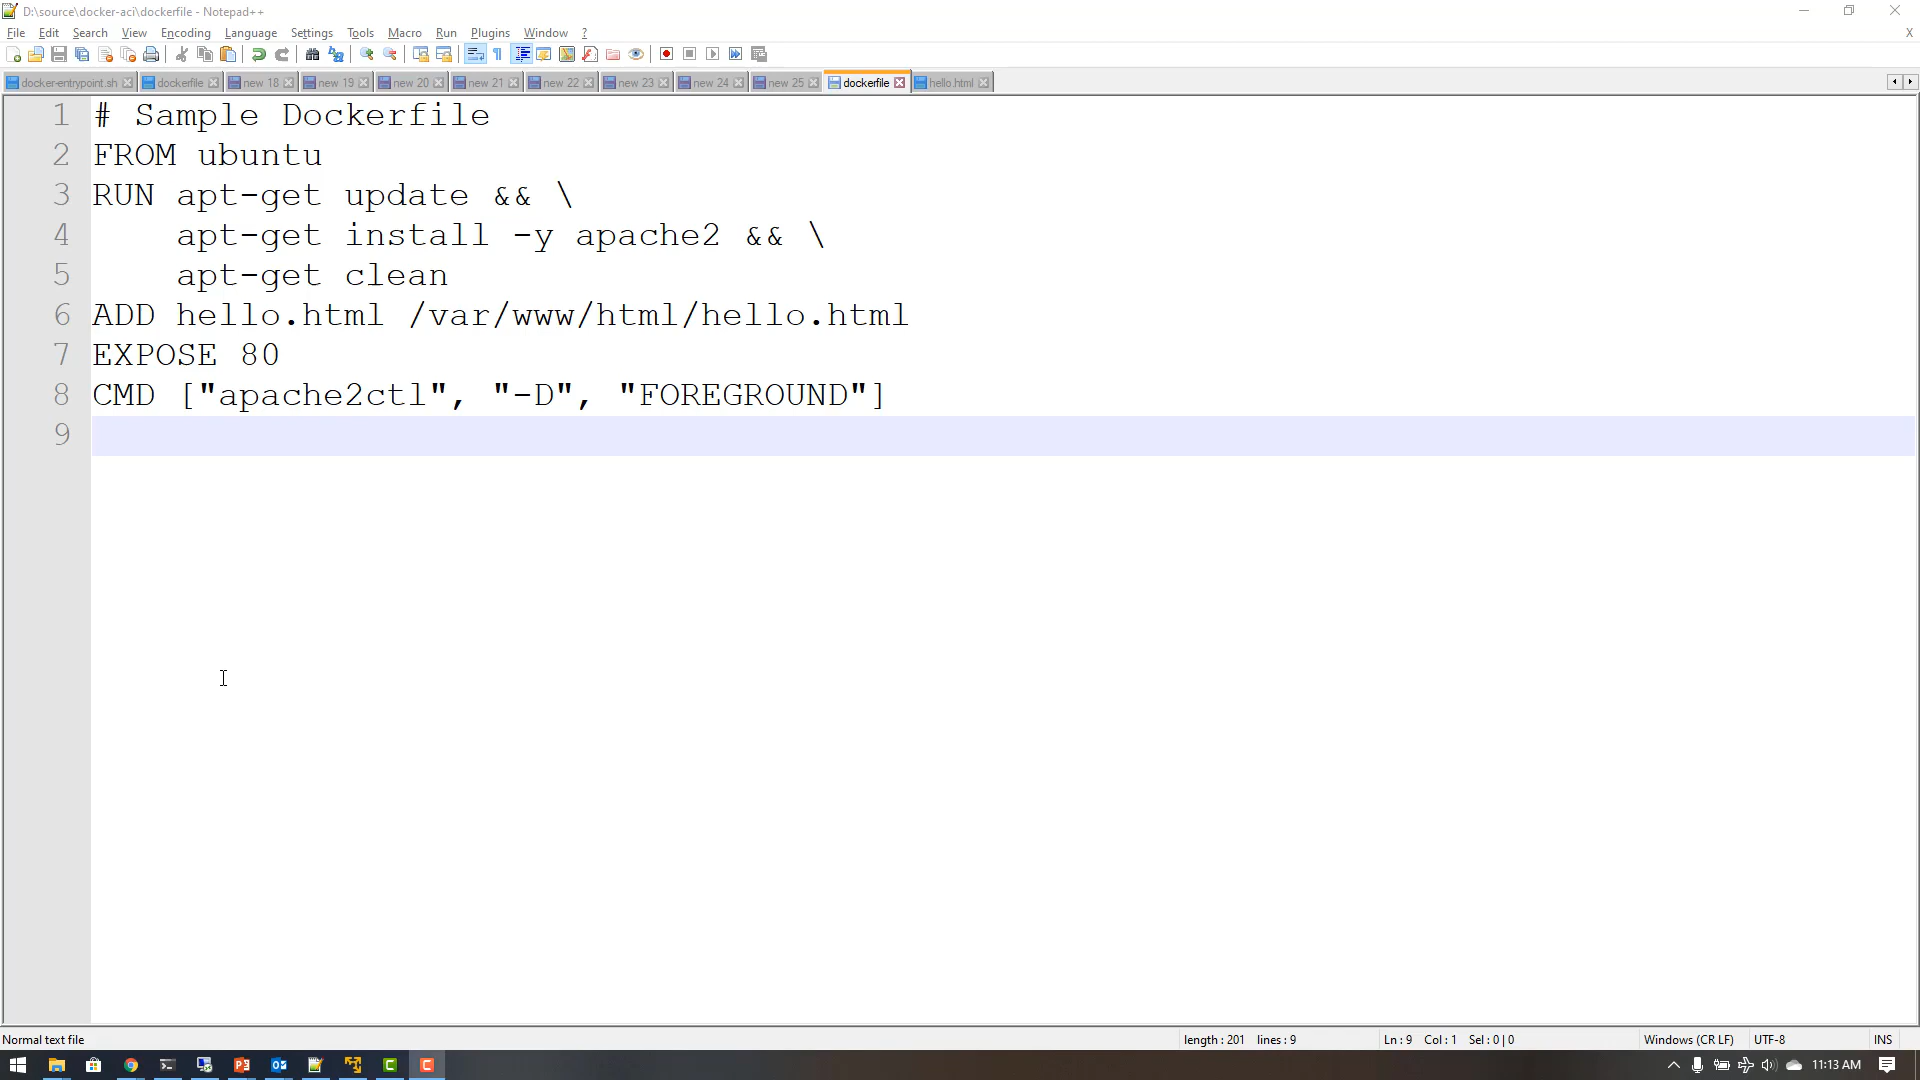 D:\source\docker-aci\dockerfile - Notepad++
File Edit Search View Encoding Language Settings Tools Macro Run Plugins Window ? X
docker-entrypoint.sh dockerfile new 18 new 19 new 20 new 21 new 22 new 23 new 24 new 25 dockerfile hello.html
1 # Sample Dockerfile
2 FROM ubuntu
3 RUN apt-get update && \
4     apt-get install -y apache2 && \
5     apt-get clean
6 ADD hello.html /var/www/html/hello.html
7 EXPOSE 80
8 CMD ["apache2ctl", "-D", "FOREGROUND"]
9
Normal text file length : 201 lines : 9 Ln : 9 Col : 1 Sel : 0 | 0 Windows (CR LF) UTF-8 INS
11:13 AM